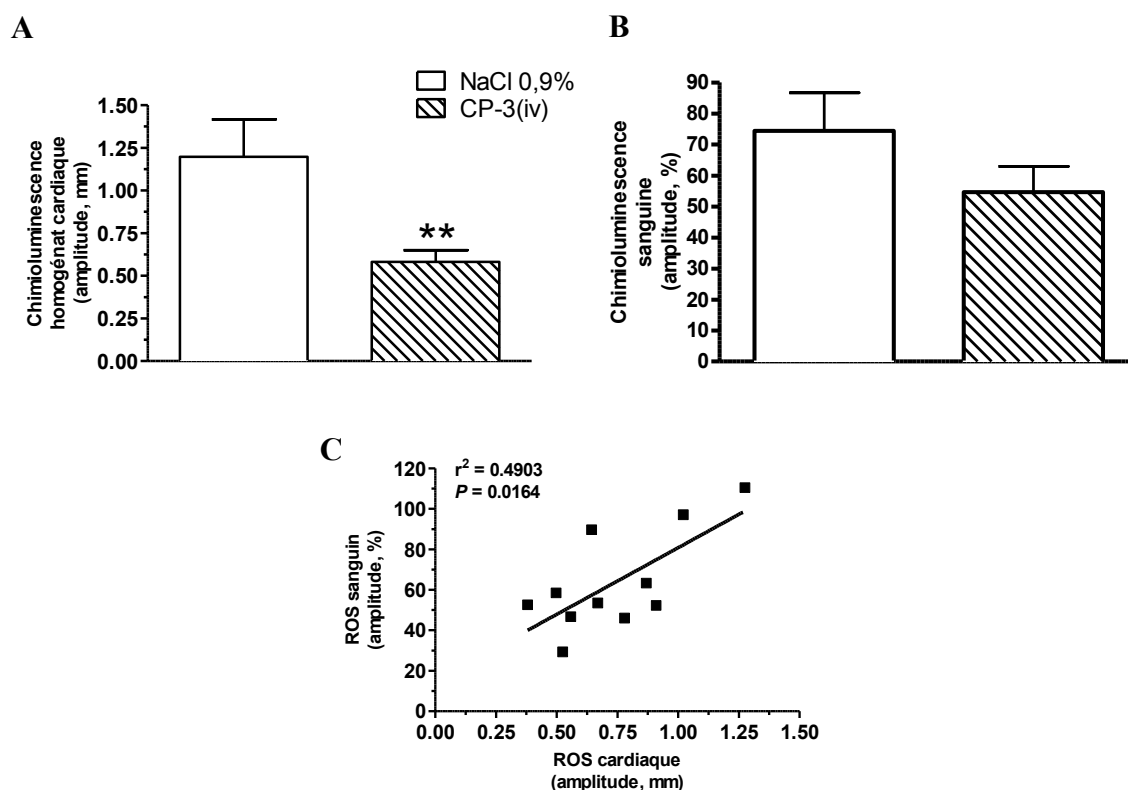 A
NaCl 0,9%
CP-3(iv)
Chimioluminescence
homogénat cardiaque
(amplitude, mm)
1.50
1.25
1.00
0.75
0.50
0.25
0.00
**
B
Chimioluminescence
sanguine
(amplitude, %)
90
80
70
60
50
40
30
20
10
0
C
r² = 0.4903
P = 0.0164
ROS sanguin
(amplitude, %)
120
100
80
60
40
20
0
0.00 0.25 0.50 0.75 1.00 1.25 1.50
ROS cardiaque
(amplitude, mm)